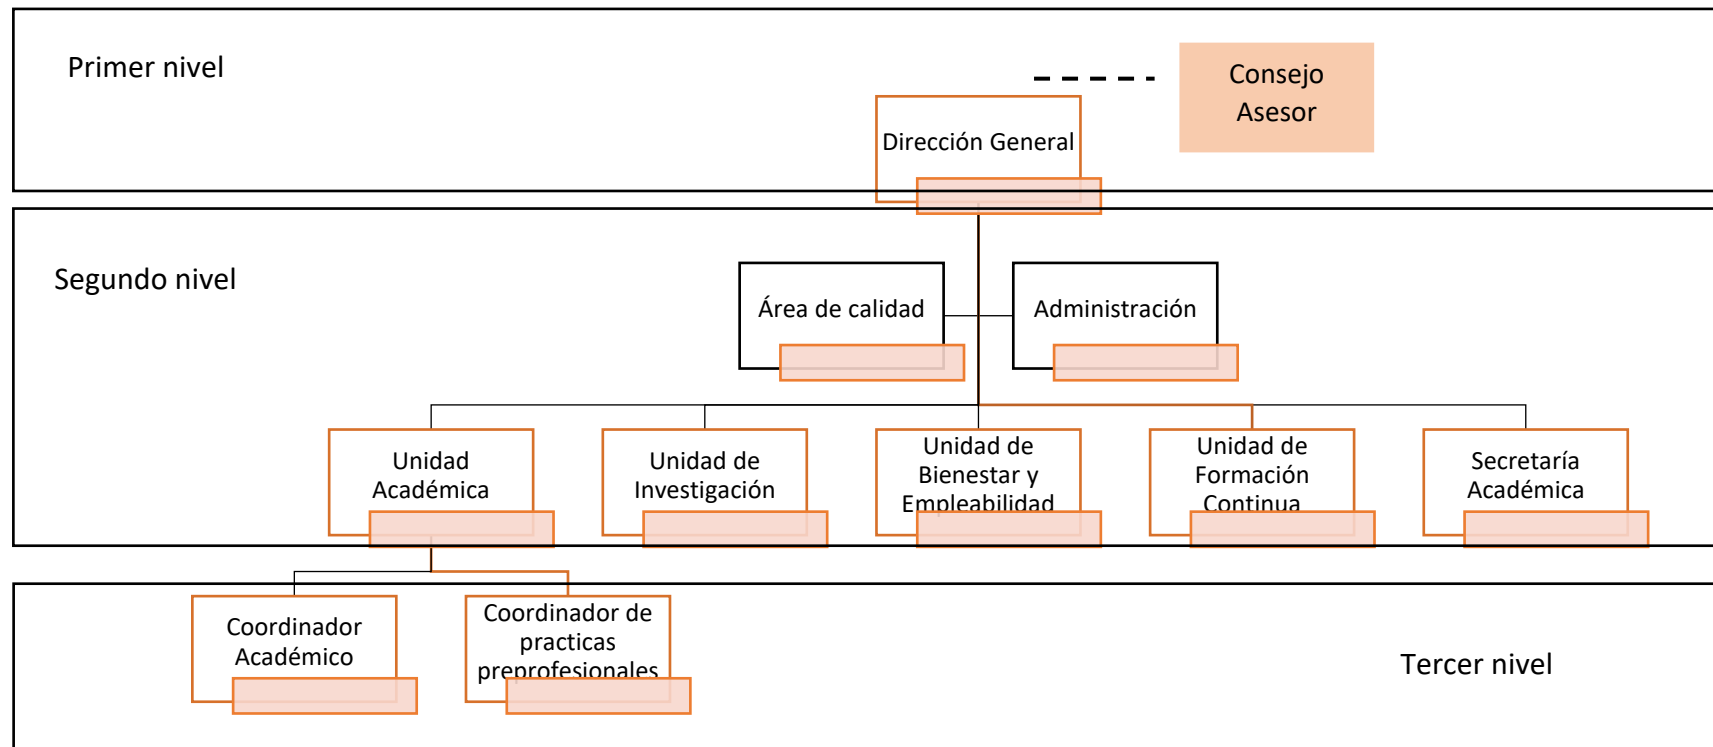 Primer nivel
Consejo
Asesor
Dirección General
Segundo nivel
Área de calidad
Administración
Unidad
Académica
Unidad de
Investigación
Unidad de
Bienestar y
Empleabilidad
Unidad de
Formación
Continua
Secretaría
Académica
Coordinador
Académico
Coordinador de
practicas
preprofesionales
Tercer nivel